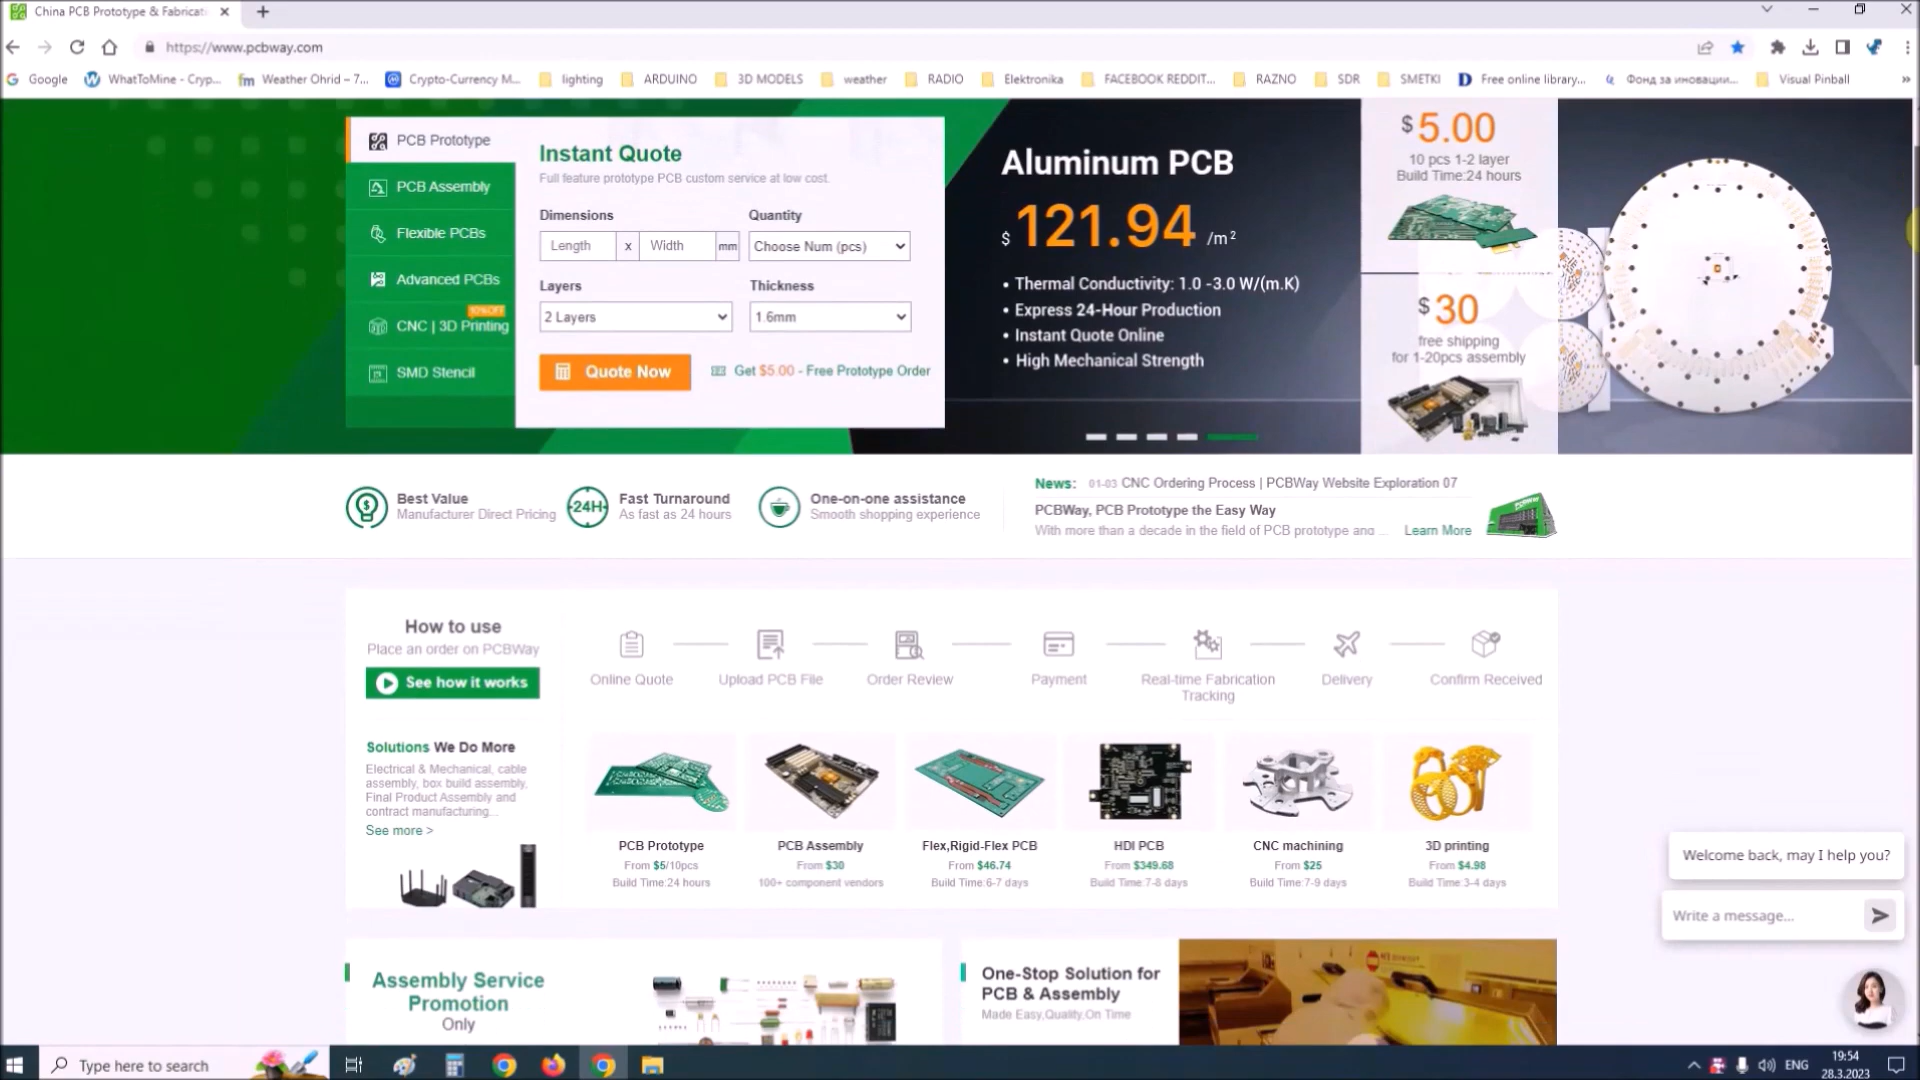 China PCB Prototype & Fabricati
https://www.pcbway.com
Google
WhatToMine - Cryp...
Weather Ohrid – 7...
Crypto-Currency M...
lighting
ARDUINO
3D MODELS
weather
RADIO
Elektronika
FACEBOOK REDDIT...
RAZNO
SDR
SMETKI
Free online library...
Фонд за иновации...
Visual Pinball
»
PCB Prototype
PCB Assembly
Flexible PCBs
Advanced PCBs
CNC | 3D Printing
SMD Stencil
Instant Quote
Full feature prototype PCB custom service at low cost.
Dimensions
Quantity
Length x Width mm
Choose Num (pcs)
Layers
Thickness
2 Layers
1.6mm
Quote Now
Get $5.00 - Free Prototype Order
Aluminum PCB
$ 121.94 /m²
• Thermal Conductivity: 1.0 -3.0 W/(m.K)
• Express 24-Hour Production
• Instant Quote Online
• High Mechanical Strength
$5.00
10 pcs 1-2 layer
Build Time:24 hours
$30
free shipping
for 1-20pcs assembly
Best Value
Manufacturer Direct Pricing
24H
Fast Turnaround
As fast as 24 hours
One-on-one assistance
Smooth shopping experience
News: 01-03 CNC Ordering Process | PCBWay Website Exploration 07
PCBWay, PCB Prototype the Easy Way
With more than a decade in the field of PCB prototype and ... Learn More
How to use
Place an order on PCBWay
See how it works
Online Quote
Upload PCB File
Order Review
Payment
Real-time Fabrication
Tracking
Delivery
Confirm Received
Solutions We Do More
Electrical & Mechanical, cable
assembly, box build assembly,
Final Product Assembly and
contract manufacturing...
See more >
PCB Prototype
From $5/10pcs
Build Time:24 hours
PCB Assembly
From $30
100+ component vendors
Flex,Rigid-Flex PCB
From $46.74
Build Time:6-7 days
HDI PCB
From $349.68
Build Time:7-8 days
CNC machining
From $25
Build Time:7-9 days
3D printing
From $4.98
Build Time:3-4 days
Welcome back, may I help you?
Write a message...
Assembly Service
Promotion
Only
One-Stop Solution for
PCB & Assembly
Made Easy,Quality,On Time
Type here to search
ENG
19:54
28.3.2023